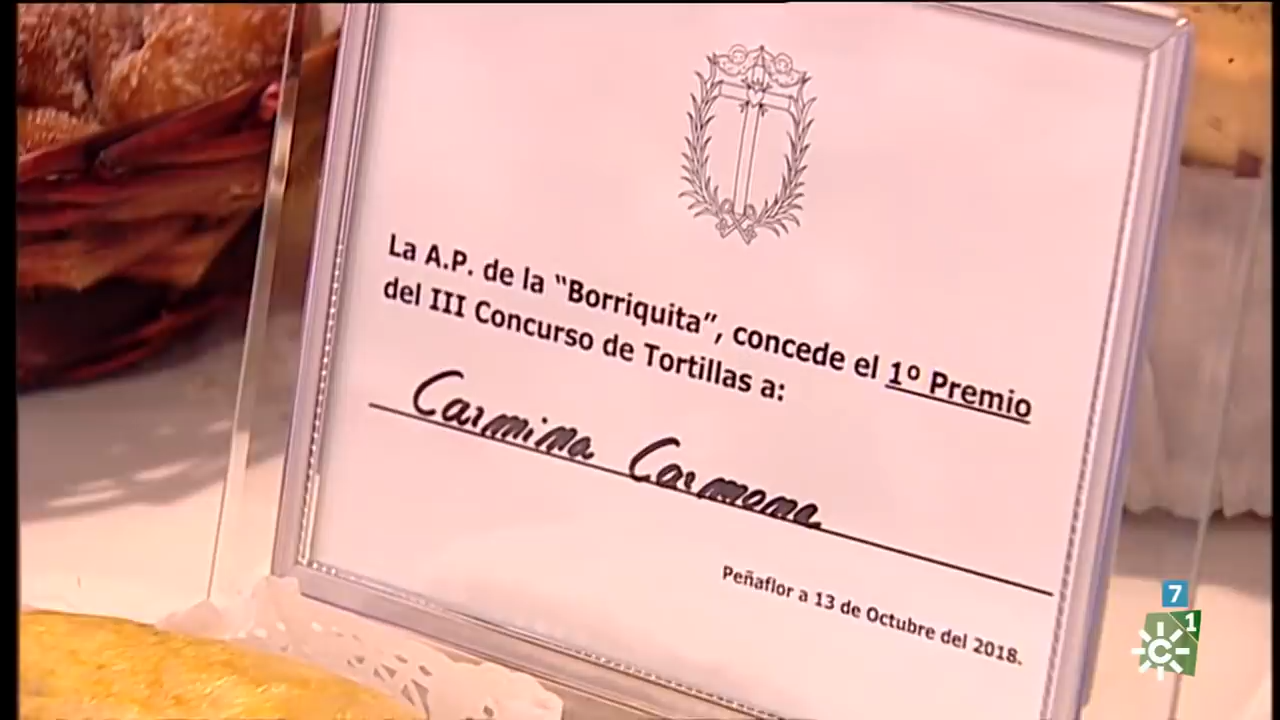 La A.P. de la “Borriquita”, concede el 1º Premio
del III Concurso de Tortillas a:
Carmina Carmona
Peñaflor a 13 de Octubre del 2018.
7
1
C